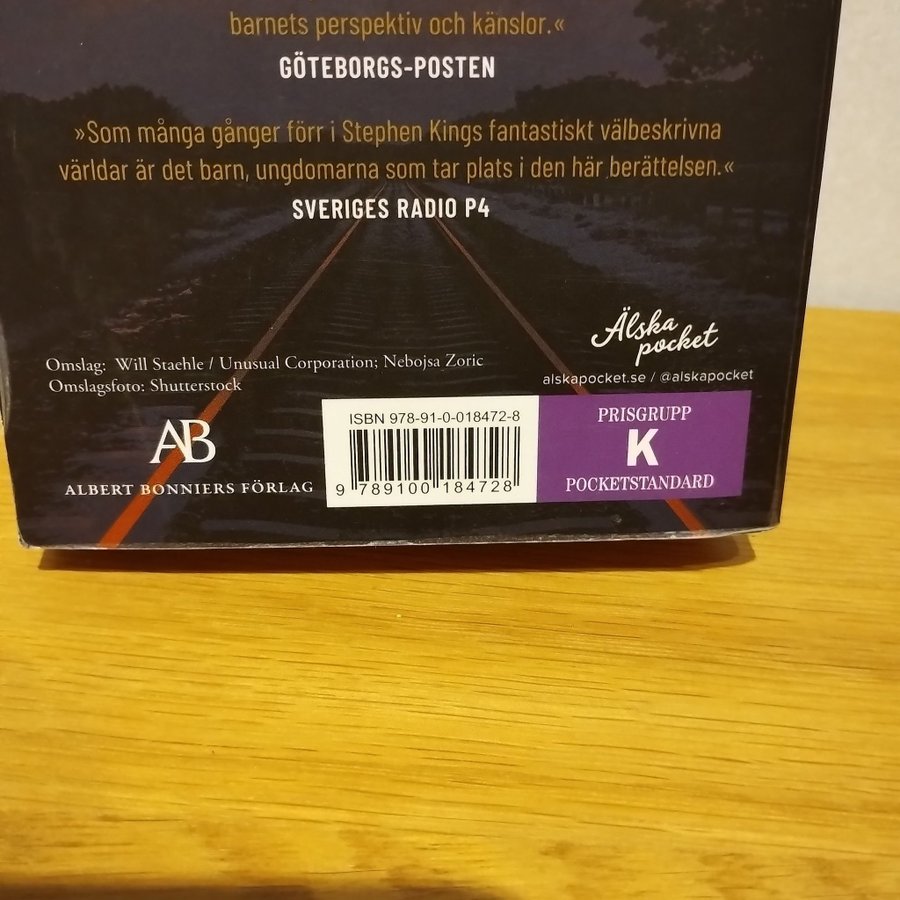 barnets perspektiv och känslor.«
GÖTEBORGS-POSTEN
»Som många gånger förr i Stephen Kings fantastiskt välbeskrivna
världar är det barn, ungdomarna som tar plats i den här berättelsen.«
SVERIGES RADIO P4
Älska
pocket
alskapocket.se / @alskapocket
Omslag: Will Staehle / Unusual Corporation; Nebojsa Zoric
Omslagsfoto: Shutterstock
AB
ALBERT BONNIERS FÖRLAG
ISBN 978-91-0-018472-8
9 789100 184728
PRISGRUPP
K
POCKETSTANDARD